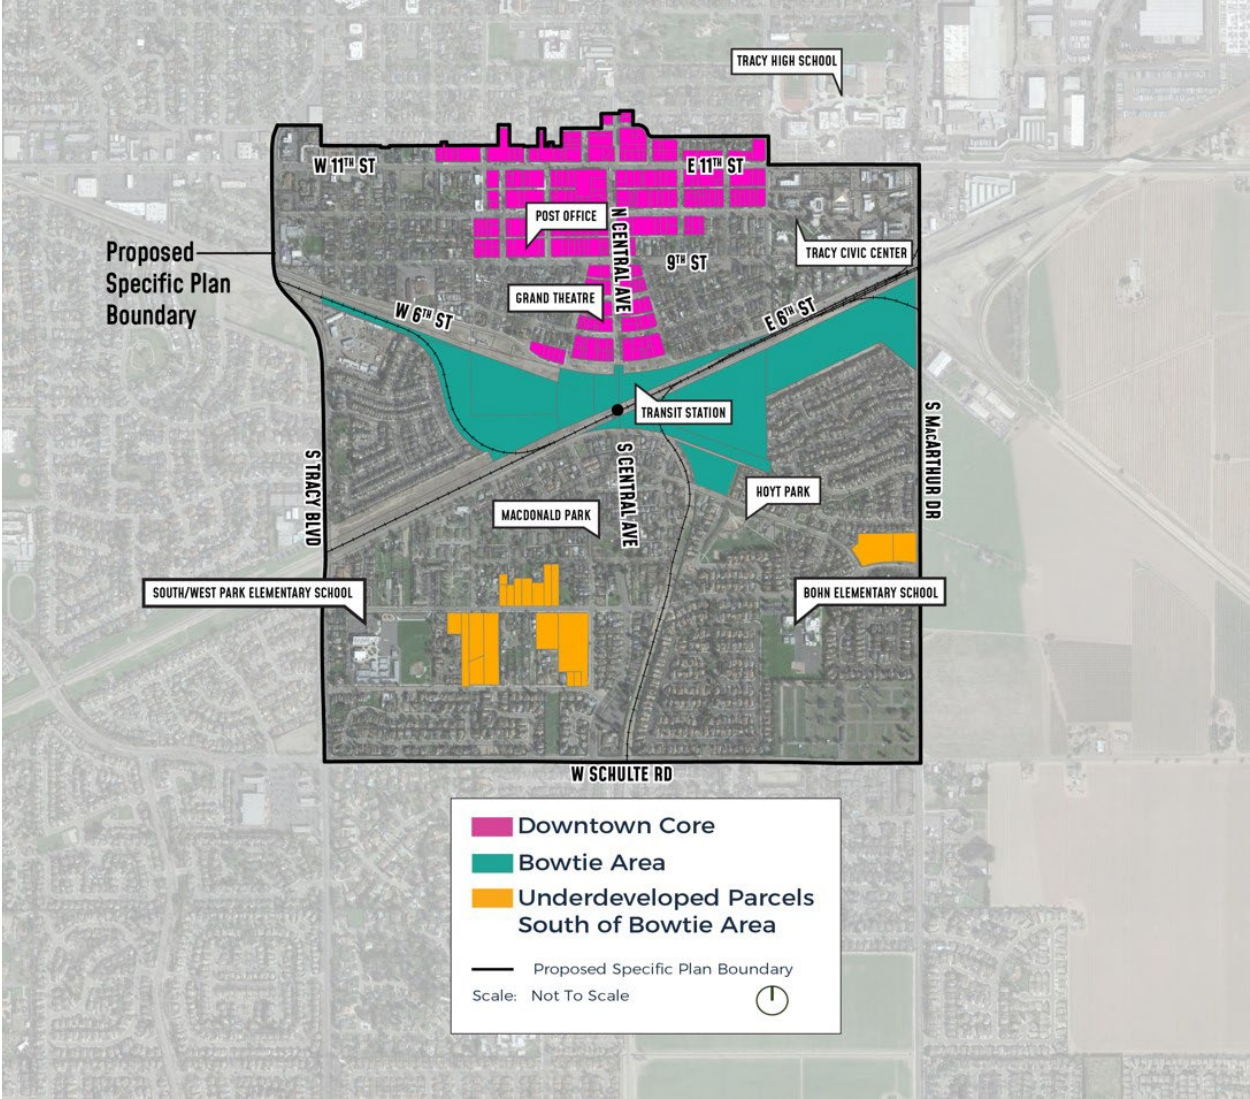 TRACY HIGH SCHOOL
W 11TH ST
E 11TH ST
POST OFFICE
N CENTRAL AVE
TRACY CIVIC CENTER
9TH ST
Proposed
Specific Plan
Boundary
GRAND THEATRE
W 6TH ST
E 6TH ST
TRANSIT STATION
S MACARTHUR DR
S TRACY BLVD
S CENTRAL AVE
HOYT PARK
MACDONALD PARK
SOUTH/WEST PARK ELEMENTARY SCHOOL
BOHN ELEMENTARY SCHOOL
W SCHULTE RD
Downtown Core
Bowtie Area
Underdeveloped Parcels
South of Bowtie Area
Proposed Specific Plan Boundary
Scale: Not To Scale